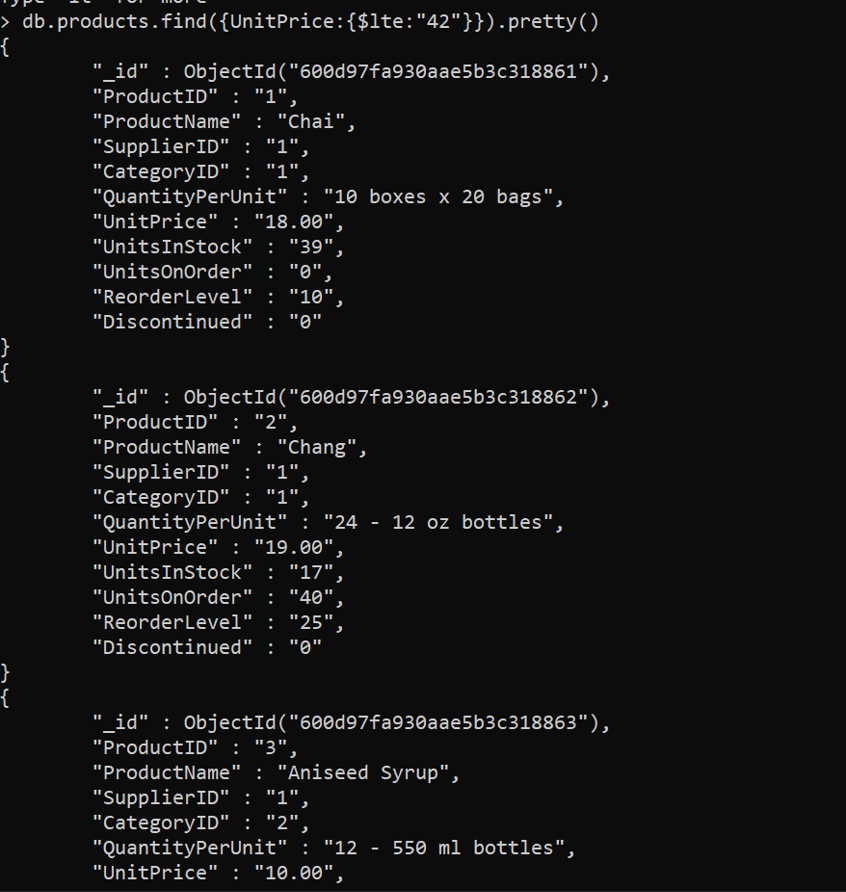 Type "it" for more
> db.products.find({UnitPrice:{$lte:"42"}}).pretty()
{
        "_id" : ObjectId("600d97fa930aae5b3c318861"),
        "ProductID" : "1",
        "ProductName" : "Chai",
        "SupplierID" : "1",
        "CategoryID" : "1",
        "QuantityPerUnit" : "10 boxes x 20 bags",
        "UnitPrice" : "18.00",
        "UnitsInStock" : "39",
        "UnitsOnOrder" : "0",
        "ReorderLevel" : "10",
        "Discontinued" : "0"
}
{
        "_id" : ObjectId("600d97fa930aae5b3c318862"),
        "ProductID" : "2",
        "ProductName" : "Chang",
        "SupplierID" : "1",
        "CategoryID" : "1",
        "QuantityPerUnit" : "24 - 12 oz bottles",
        "UnitPrice" : "19.00",
        "UnitsInStock" : "17",
        "UnitsOnOrder" : "40",
        "ReorderLevel" : "25",
        "Discontinued" : "0"
}
{
        "_id" : ObjectId("600d97fa930aae5b3c318863"),
        "ProductID" : "3",
        "ProductName" : "Aniseed Syrup",
        "SupplierID" : "1",
        "CategoryID" : "2",
        "QuantityPerUnit" : "12 - 550 ml bottles",
        "UnitPrice" : "10.00",